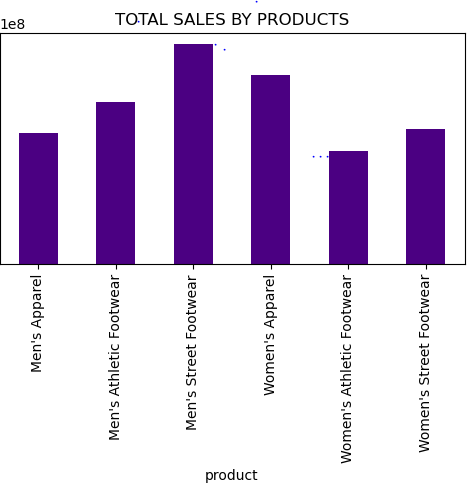 TOTAL SALES BY PRODUCTS
1e8
Men's Apparel
Men's Athletic Footwear
Men's Street Footwear
Women's Apparel
Women's Athletic Footwear
Women's Street Footwear
product